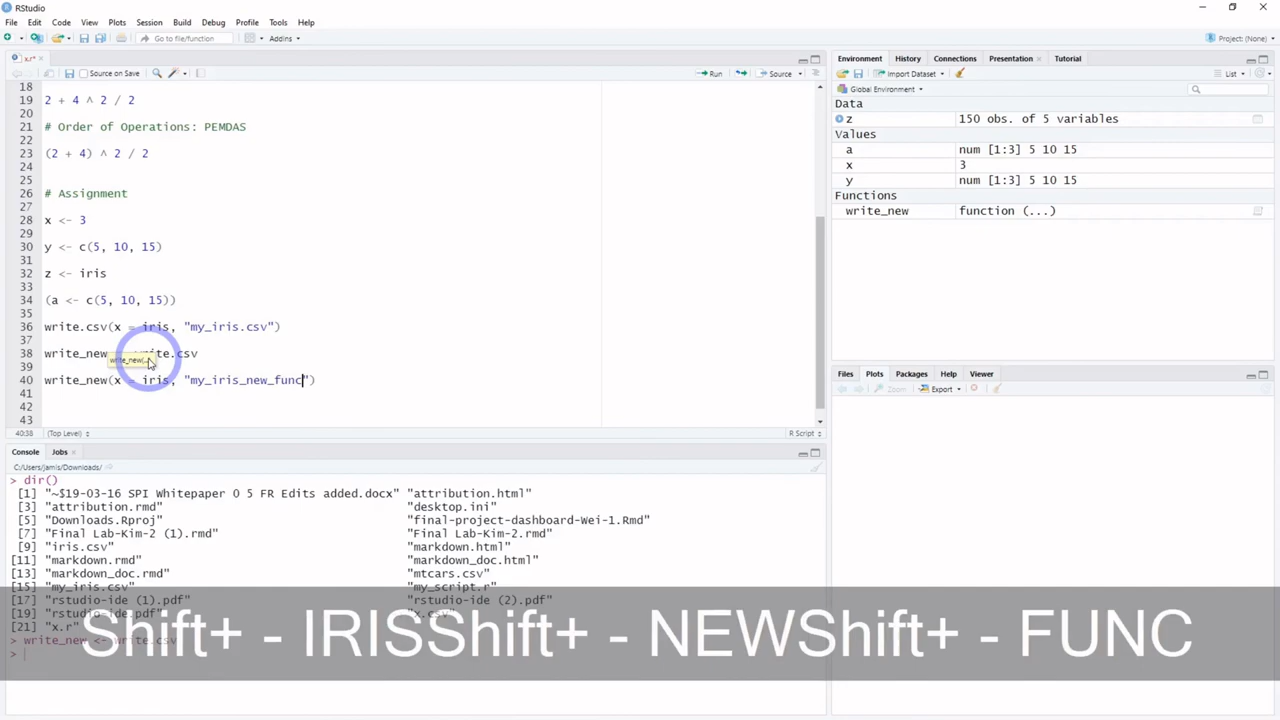 RStudio
File Edit Code View Plots Session Build Debug Profile Tools Help
Go to file/function Addins Project: (None)
x.r*
Source on Save Run Source
18
19 2 + 4 ^ 2 / 2
20
21 # Order of Operations: PEMDAS
22
23 (2 + 4) ^ 2 / 2
24
25
26 # Assignment
27
28 x <- 3
29
30 y <- c(5, 10, 15)
31
32 z <- iris
33
34 (a <- c(5, 10, 15))
35
36 write.csv(x = iris, "my_iris.csv")
37
38 write_new write.csv
write_new(...)
39
40 write_new(x = iris, "my_iris_new_func")
41
42
43
40:38 (Top Level) R Script
Console Jobs
C:/Users/jamis/Downloads/
> dir()
[1] "~$19-03-16 SPI Whitepaper O 5 FR Edits added.docx" "attribution.html"
[3] "attribution.rmd" "desktop.ini"
[5] "Downloads.Rproj" "final-project-dashboard-Wei-1.Rmd"
[7] "Final Lab-Kim-2 (1).rmd" "Final Lab-Kim-2.rmd"
[9] "iris.csv" "markdown.html"
[11] "markdown.rmd" "markdown_doc.html"
[13] "markdown_doc.rmd" "mtcars.csv"
[15] "my_iris.csv" "my_script.r"
[17] "rstudio-ide (1).pdf" "rstudio-ide (2).pdf"
[19] "rstudio-ide.pdf" "x.csv"
[21] "x.r"
> write_new <- write.csv
>
Shift+ - IRISShift+ - NEWShift+ - FUNC
Environment History Connections Presentation Tutorial
Import Dataset List
Global Environment
Data
z 150 obs. of 5 variables
Values
a num [1:3] 5 10 15
x 3
y num [1:3] 5 10 15
Functions
write_new function (...)
Files Plots Packages Help Viewer
Zoom Export